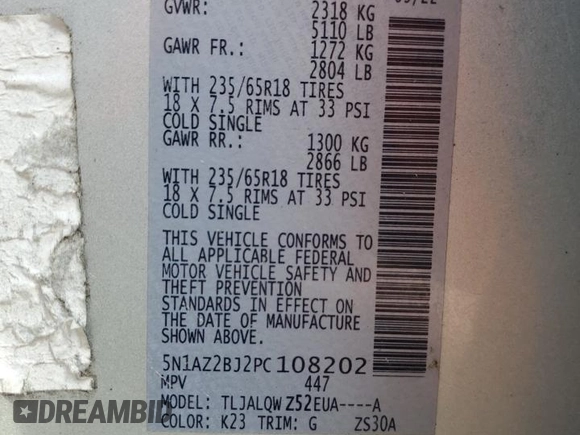 GVWR: 2318 KG
5110 LB
GAWR FR.: 1272 KG
2804 LB
WITH 235/65R18 TIRES
18 X 7.5 RIMS AT 33 PSI
COLD SINGLE
GAWR RR.: 1300 KG
2866 LB
WITH 235/65R18 TIRES
18 X 7.5 RIMS AT 33 PSI
COLD SINGLE
THIS VEHICLE CONFORMS TO
ALL APPLICABLE FEDERAL
MOTOR VEHICLE SAFETY AND
THEFT PREVENTION
STANDARDS IN EFFECT ON
THE DATE OF MANUFACTURE
SHOWN ABOVE.
5N1AZ2BJ2PC108202
MPV 447
MODEL: TLJALQWZ52EUA----A
COLOR: K23 TRIM: G ZS30A
DREAMBID